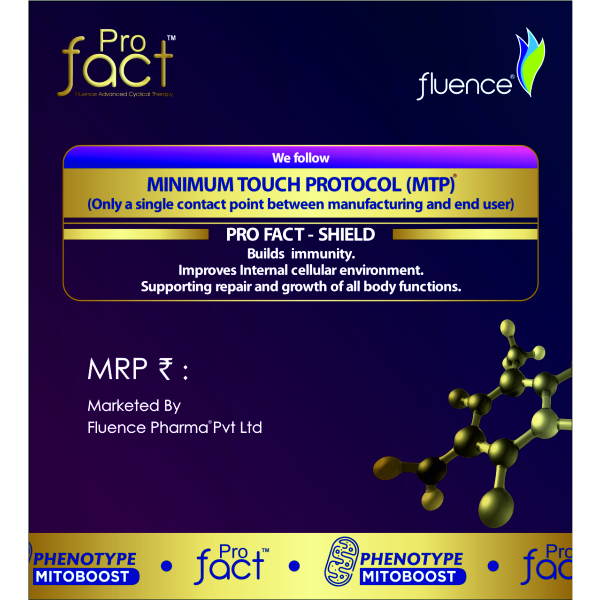 Pro
fact™
Fluence Advanced Cyclical Therapy
fluence®
We follow
MINIMUM TOUCH PROTOCOL (MTP)®
(Only a single contact point between manufacturing and end user)
PRO FACT - SHIELD
Builds immunity.
Improves Internal cellular environment.
Supporting repair and growth of all body functions.
MRP ₹ :
Marketed By
Fluence Pharma® Pvt Ltd
PHENOTYPE
MITOBOOST
• Pro
fact™ •
PHENOTYPE
MITOBOOST
• Pro
fac